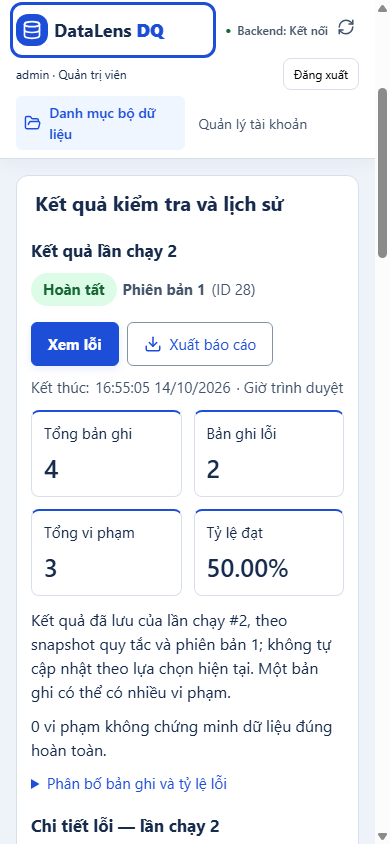 DataLens DQ
• Backend: Kết nối
admin · Quản trị viên
Đăng xuất
Danh mục bộ dữ
liệu
Quản lý tài khoản
Kết quả kiểm tra và lịch sử
Kết quả lần chạy 2
Hoàn tất Phiên bản 1 (ID 28)
Xem lỗi
Xuất báo cáo
Kết thúc: 16:55:05 14/10/2026 · Giờ trình duyệt
Tổng bản ghi
4
Bản ghi lỗi
2
Tổng vi phạm
3
Tỷ lệ đạt
50.00%
Kết quả đã lưu của lần chạy #2, theo
snapshot quy tắc và phiên bản 1; không tự
cập nhật theo lựa chọn hiện tại. Một bản
ghi có thể có nhiều vi phạm.
0 vi phạm không chứng minh dữ liệu đúng
hoàn toàn.
Phân bố bản ghi và tỷ lệ lỗi
Chi tiết lỗi — lần chạy 2